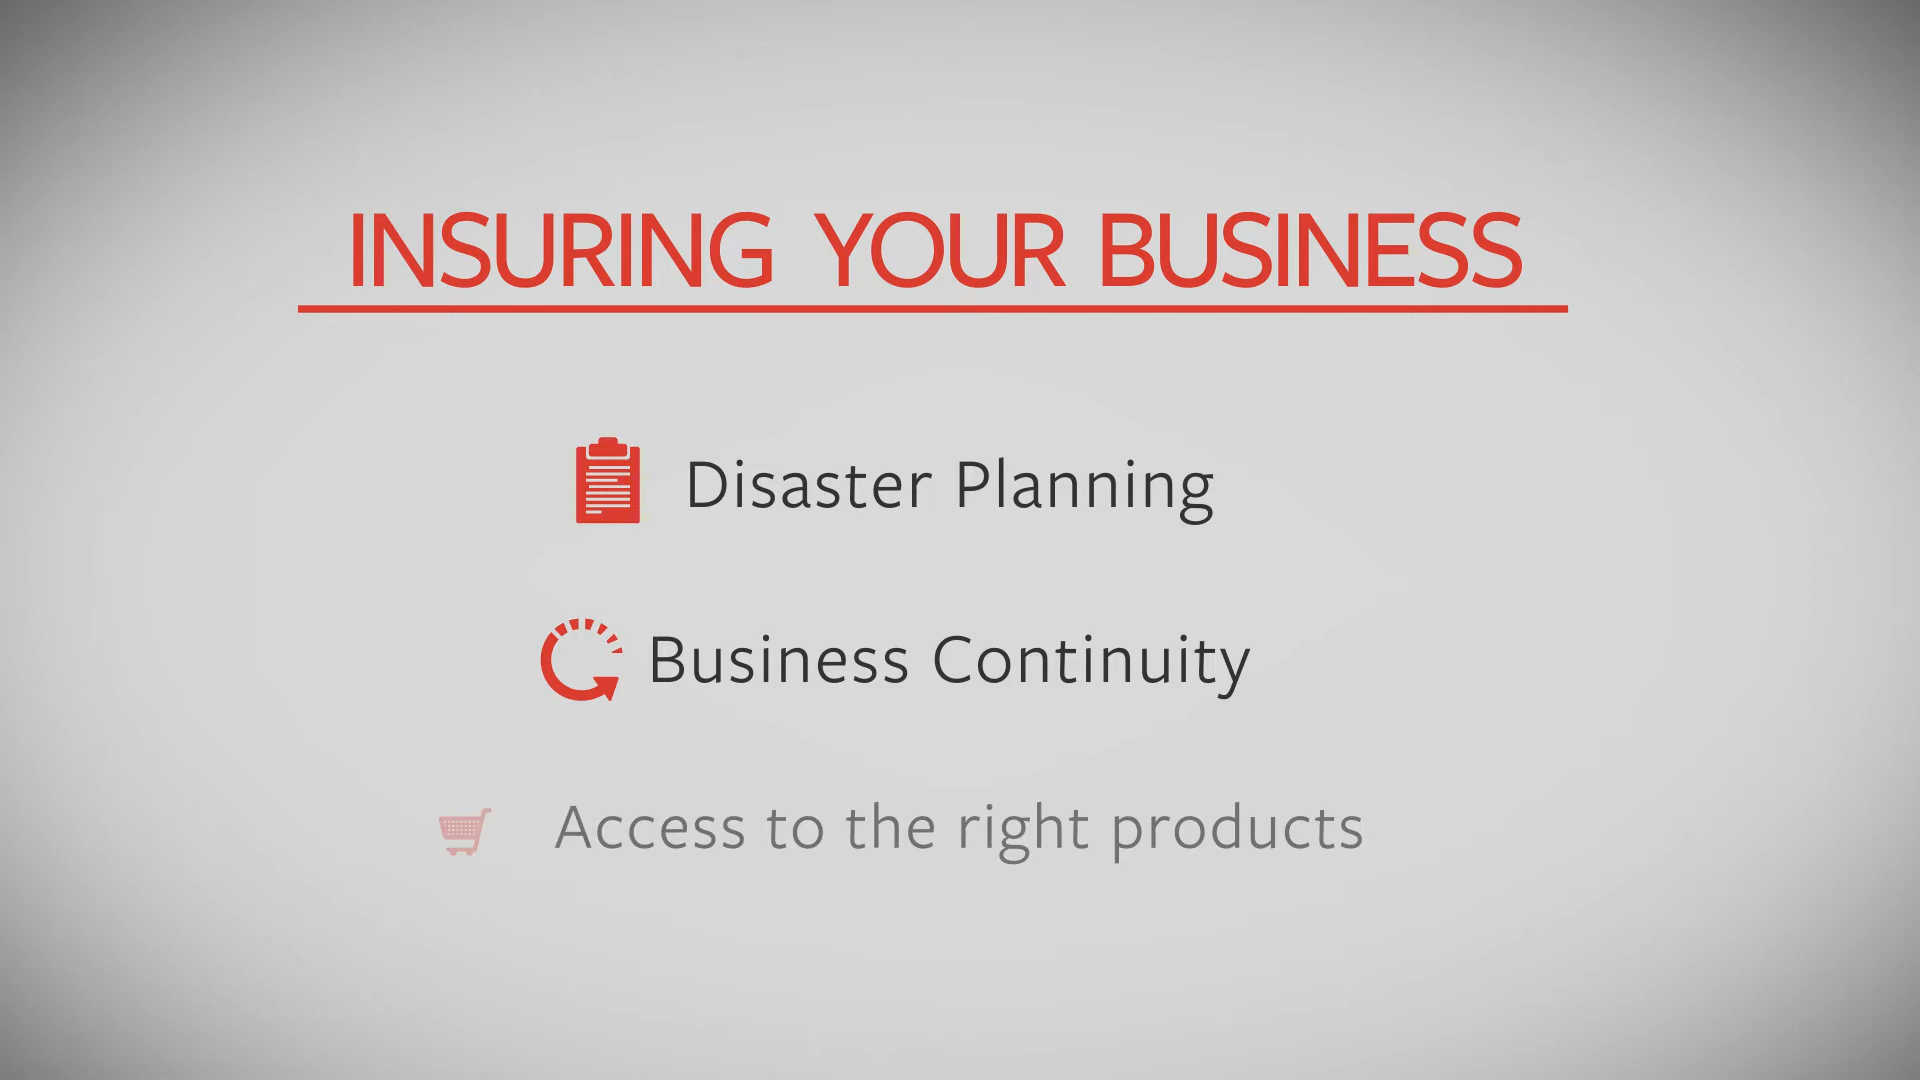 INSURING YOUR BUSINESS
Disaster Planning
Business Continuity
Access to the right products